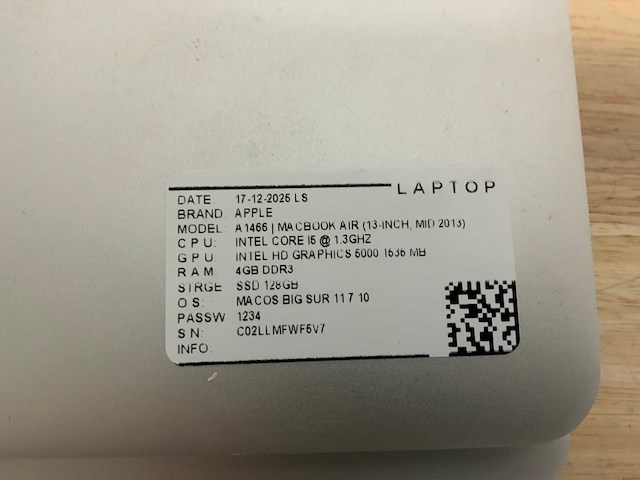 LAPTOP
DATE: 17-12-2025 LS
BRAND: APPLE
MODEL: A1466 | MACBOOK AIR (13-INCH, MID 2013)
CPU: INTEL CORE I5 @ 1.3GHZ
GPU: INTEL HD GRAPHICS 5000 1536 MB
RAM: 4GB DDR3
STRGE SSD 128GB
OS: MACOS BIG SUR 11 7 10
PASSW 1234
SN: C02LLMFWF5V7
INFO: